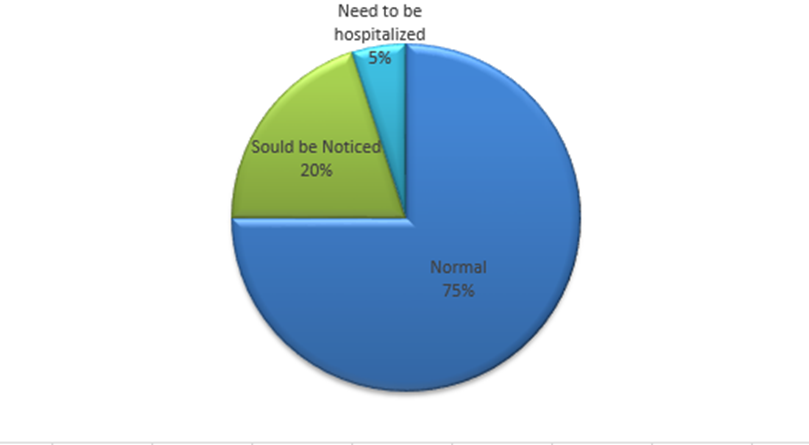 Need to be
hospitalized
5%
Sould be Noticed
20%
Normal
75%